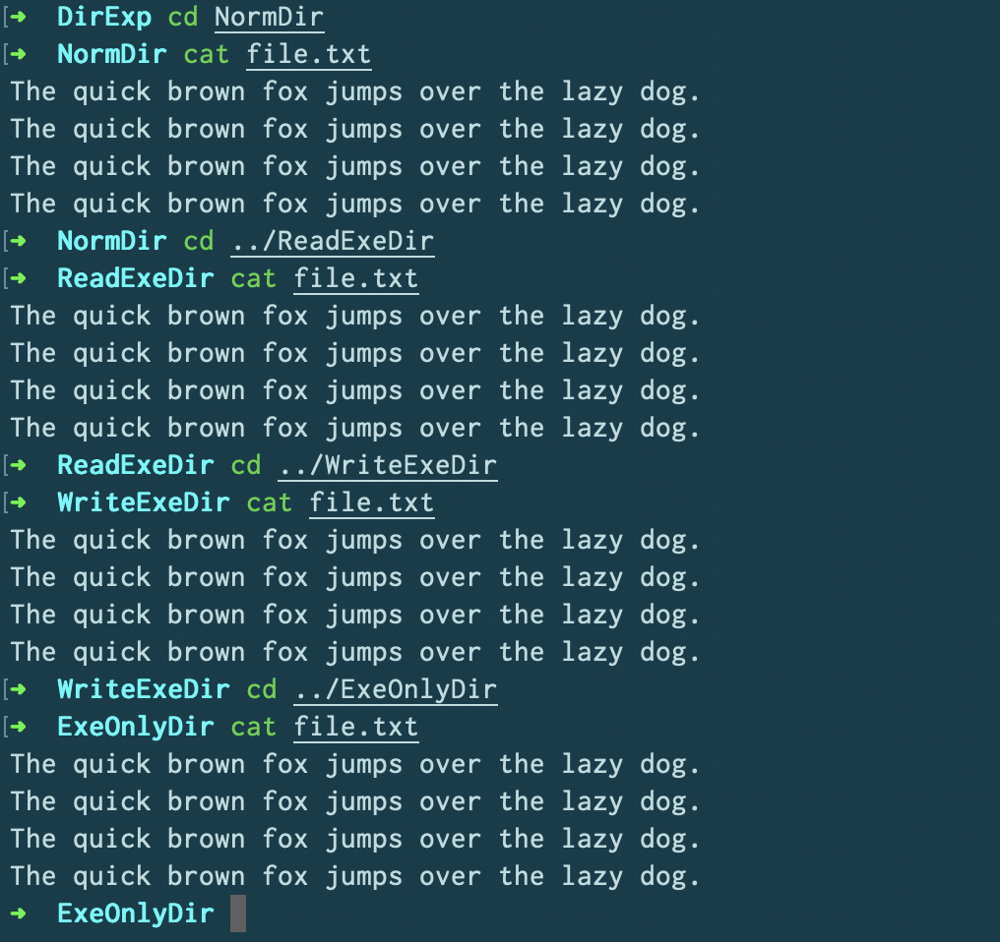 [➜ DirExp cd NormDir
[➜ NormDir cat file.txt
The quick brown fox jumps over the lazy dog.
The quick brown fox jumps over the lazy dog.
The quick brown fox jumps over the lazy dog.
The quick brown fox jumps over the lazy dog.
[➜ NormDir cd ../ReadExeDir
[➜ ReadExeDir cat file.txt
The quick brown fox jumps over the lazy dog.
The quick brown fox jumps over the lazy dog.
The quick brown fox jumps over the lazy dog.
The quick brown fox jumps over the lazy dog.
[➜ ReadExeDir cd ../WriteExeDir
[➜ WriteExeDir cat file.txt
The quick brown fox jumps over the lazy dog.
The quick brown fox jumps over the lazy dog.
The quick brown fox jumps over the lazy dog.
The quick brown fox jumps over the lazy dog.
[➜ WriteExeDir cd ../ExeOnlyDir
[➜ ExeOnlyDir cat file.txt
The quick brown fox jumps over the lazy dog.
The quick brown fox jumps over the lazy dog.
The quick brown fox jumps over the lazy dog.
The quick brown fox jumps over the lazy dog.
➜ ExeOnlyDir